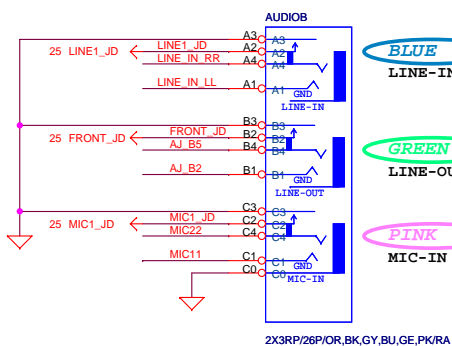 AUDIOB
A3 A3
LINE1_JD A2 A2
25 LINE1_JD
LINE_IN_RR A4 A4
BLUE
LINE-IN
LINE_IN_LL A1 A1
GND
LINE-IN
B3 B3
FRONT_JD B2 B2
25 FRONT_JD
AJ_B5 B4 B4
GREEN
LINE-OU
AJ_B2 B1 B1
GND
LINE-OUT
C3 C3
MIC1_JD C2 C2
25 MIC1_JD
MIC22 C4 C4
PINK
MIC-IN
MIC11 C1 C1
GND
C0 C0
MIC-IN
2X3RP/26P/OR,BK,GY,BU,GE,PK/RA